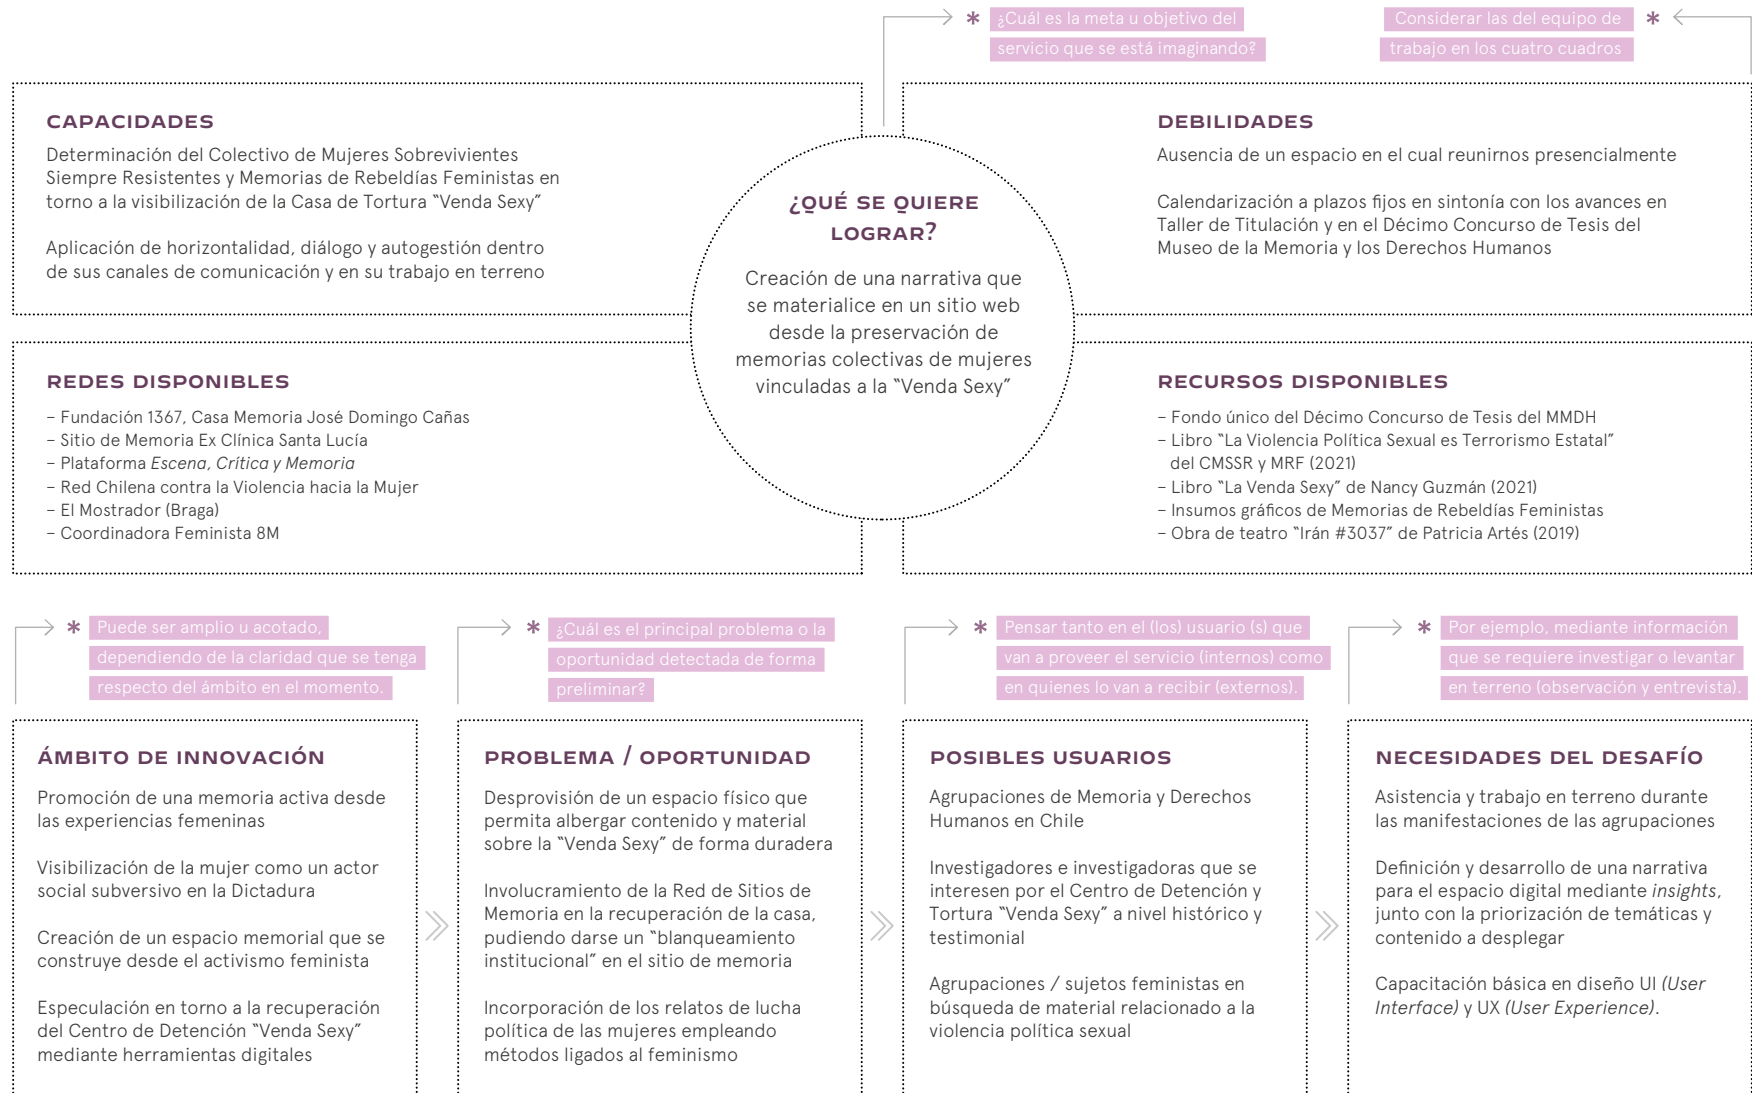 * ¿Cuál es la meta u objetivo del
servicio que se está imaginando?
Considerar las del equipo de *
trabajo en los cuatro cuadros
CAPACIDADES
Determinación del Colectivo de Mujeres Sobrevivientes
Siempre Resistentes y Memorias de Rebeldías Feministas en
torno a la visibilización de la Casa de Tortura “Venda Sexy”
Aplicación de horizontalidad, diálogo y autogestión dentro
de sus canales de comunicación y en su trabajo en terreno
¿QUÉ SE QUIERE
LOGRAR?
Creación de una narrativa que
se materialice en un sitio web
desde la preservación de
memorias colectivas de mujeres
vinculadas a la “Venda Sexy”
DEBILIDADES
Ausencia de un espacio en el cual reunirnos presencialmente
Calendarización a plazos fijos en sintonía con los avances en
Taller de Titulación y en el Décimo Concurso de Tesis del
Museo de la Memoria y los Derechos Humanos
REDES DISPONIBLES
– Fundación 1367, Casa Memoria José Domingo Cañas
– Sitio de Memoria Ex Clínica Santa Lucía
– Plataforma Escena, Crítica y Memoria
– Red Chilena contra la Violencia hacia la Mujer
– El Mostrador (Braga)
– Coordinadora Feminista 8M
RECURSOS DISPONIBLES
– Fondo único del Décimo Concurso de Tesis del MMDH
– Libro “La Violencia Política Sexual es Terrorismo Estatal”
del CMSSR y MRF (2021)
– Libro “La Venda Sexy” de Nancy Guzmán (2021)
– Insumos gráficos de Memorias de Rebeldías Feministas
– Obra de teatro “Irán #3037” de Patricia Artés (2019)
* Puede ser amplio u acotado,
dependiendo de la claridad que se tenga
respecto del ámbito en el momento.
* ¿Cuál es el principal problema o la
oportunidad detectada de forma
preliminar?
* Pensar tanto en el (los) usuario (s) que
van a proveer el servicio (internos) como
en quienes lo van a recibir (externos).
* Por ejemplo, mediante información
que se requiere investigar o levantar
en terreno (observación y entrevista).
ÁMBITO DE INNOVACIÓN
Promoción de una memoria activa desde
las experiencias femeninas
Visibilización de la mujer como un actor
social subversivo en la Dictadura
Creación de un espacio memorial que se
construye desde el activismo feminista
Especulación en torno a la recuperación
del Centro de Detención “Venda Sexy”
mediante herramientas digitales
PROBLEMA / OPORTUNIDAD
Desprovisión de un espacio físico que
permita albergar contenido y material
sobre la “Venda Sexy” de forma duradera
Involucramiento de la Red de Sitios de
Memoria en la recuperación de la casa,
pudiendo darse un “blanqueamiento
institucional” en el sitio de memoria
Incorporación de los relatos de lucha
política de las mujeres empleando
métodos ligados al feminismo
POSIBLES USUARIOS
Agrupaciones de Memoria y Derechos
Humanos en Chile
Investigadores e investigadoras que se
interesen por el Centro de Detención y
Tortura “Venda Sexy” a nivel histórico y
testimonial
Agrupaciones / sujetos feministas en
búsqueda de material relacionado a la
violencia política sexual
NECESIDADES DEL DESAFÍO
Asistencia y trabajo en terreno durante
las manifestaciones de las agrupaciones
Definición y desarrollo de una narrativa
para el espacio digital mediante insights,
junto con la priorización de temáticas y
contenido a desplegar
Capacitación básica en diseño UI (User
Interface) y UX (User Experience).